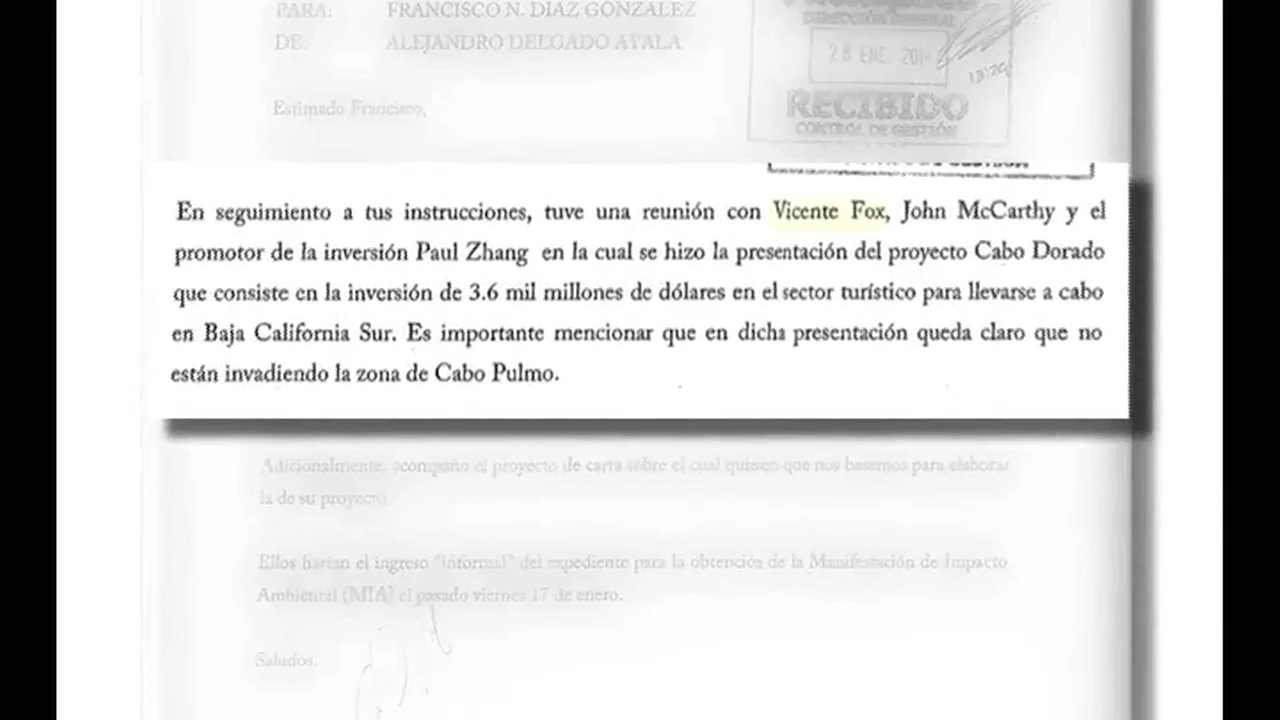 PARA: FRANCISCO N. DIAZ GONZALEZ
DE: ALEJANDRO DELGADO AYALA
DIRECCIÓN GENERAL
28 ENE. 2014
13:20
RECIBIDO
CONTROL DE GESTIÓN
Estimado Francisco,
En seguimiento a tus instrucciones, tuve una reunión con Vicente Fox, John McCarthy y el
promotor de la inversión Paul Zhang en la cual se hizo la presentación del proyecto Cabo Dorado
que consiste en la inversión de 3.6 mil millones de dólares en el sector turístico para llevarse a cabo
en Baja California Sur. Es importante mencionar que en dicha presentación queda claro que no
están invadiendo la zona de Cabo Pulmo.
Adicionalmente, acompaño el proyecto de carta sobre el cual quieren que nos basemos para elaborar
la de su proyecto.
Ellos harían el ingreso "informal" del expediente para la obtención de la Manifestación de Impacto
Ambiental (MIA) el pasado viernes 17 de enero.
Saludos.